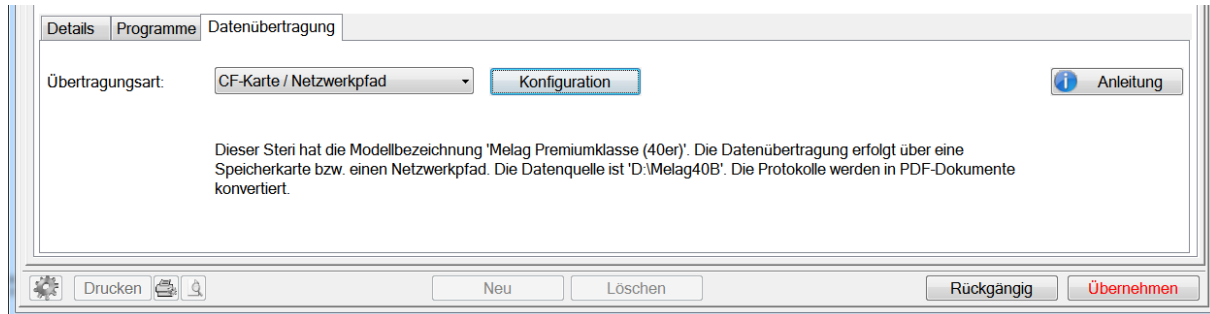 Details Programme Datenübertragung
Übertragungsart: CF-Karte / Netzwerkpfad Konfiguration Anleitung
Dieser Steri hat die Modellbezeichnung 'Melag Premiumklasse (40er)'. Die Datenübertragung erfolgt über eine
Speicherkarte bzw. einen Netzwerkpfad. Die Datenquelle ist 'D:\Melag40B'. Die Protokolle werden in PDF-Dokumente
konvertiert.
Drucken Neu Löschen Rückgängig Übernehmen